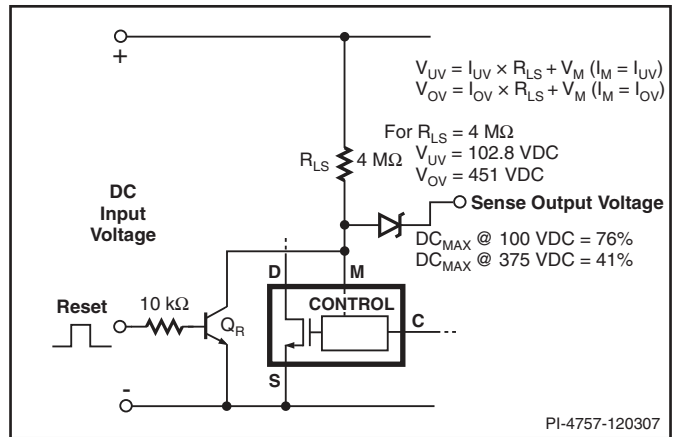 +
V_UV = I_UV × R_LS + V_M (I_M = I_UV)
V_OV = I_OV × R_LS + V_M (I_M = I_OV)
For R_LS = 4 MΩ
V_UV = 102.8 VDC
V_OV = 451 VDC
R_LS
4 MΩ
DC
Input
Voltage
Sense Output Voltage
DC_MAX @ 100 VDC = 76%
DC_MAX @ 375 VDC = 41%
D
M
Reset
10 kΩ
Q_R
CONTROL
C
S
-
PI-4757-120307